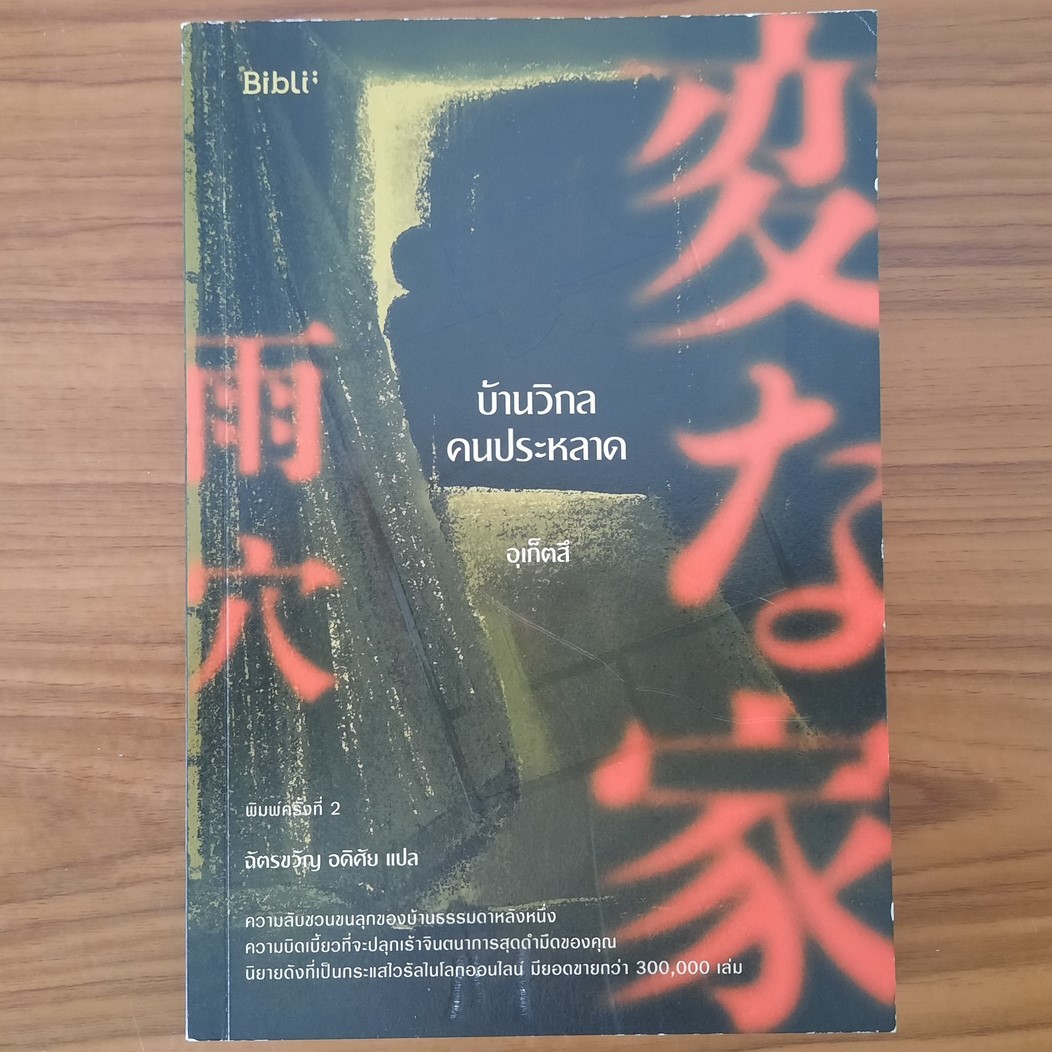 Bibli;
変な家
雨穴
บ้านวิกล
คนประหลาด
อุเก็ตสึ
พิมพ์ครั้งที่ 2
ฉัตรขวัญ อดิศัย แปล
ความลับชวนขนลุกของบ้านธรรมดาหลังหนึ่ง
ความบิดเบี้ยวที่จะปลุกเร้าจินตนาการสุดดำมืดของคุณ
นิยายดังที่เป็นกระแสไวรัลในโลกออนไลน์ มียอดขายกว่า 300,000 เล่ม